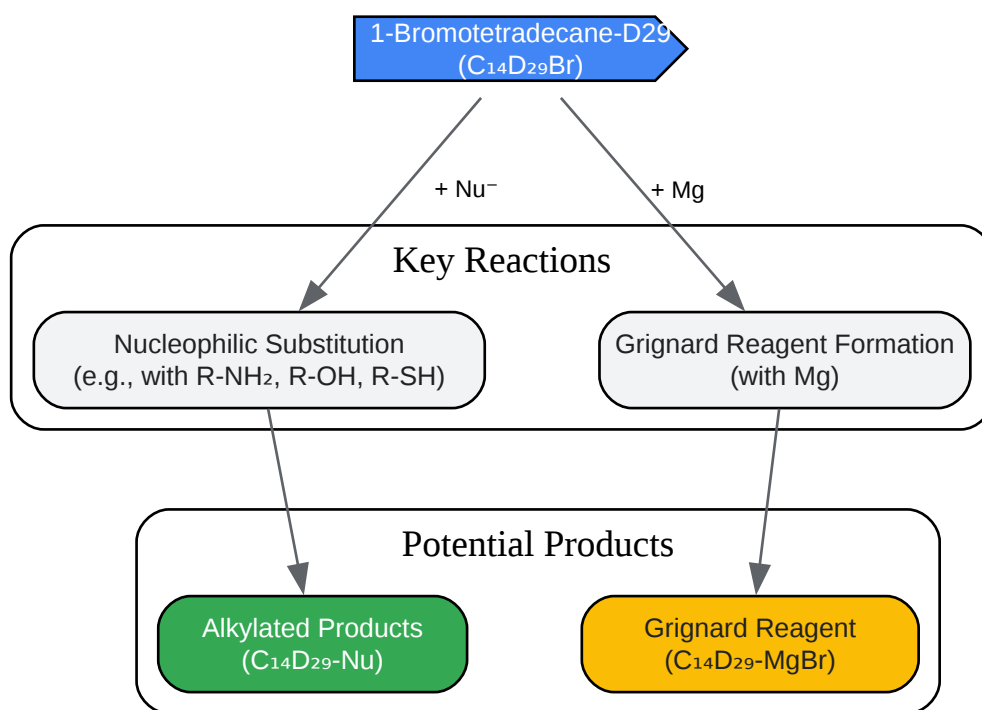 1-Bromotetradecane-D29
(C₁₄D₂₉Br)
+ Nu⁻
+ Mg
Key Reactions
Nucleophilic Substitution
(e.g., with R-NH₂, R-OH, R-SH)
Grignard Reagent Formation
(with Mg)
Potential Products
Alkylated Products
(C₁₄D₂₉-Nu)
Grignard Reagent
(C₁₄D₂₉-MgBr)